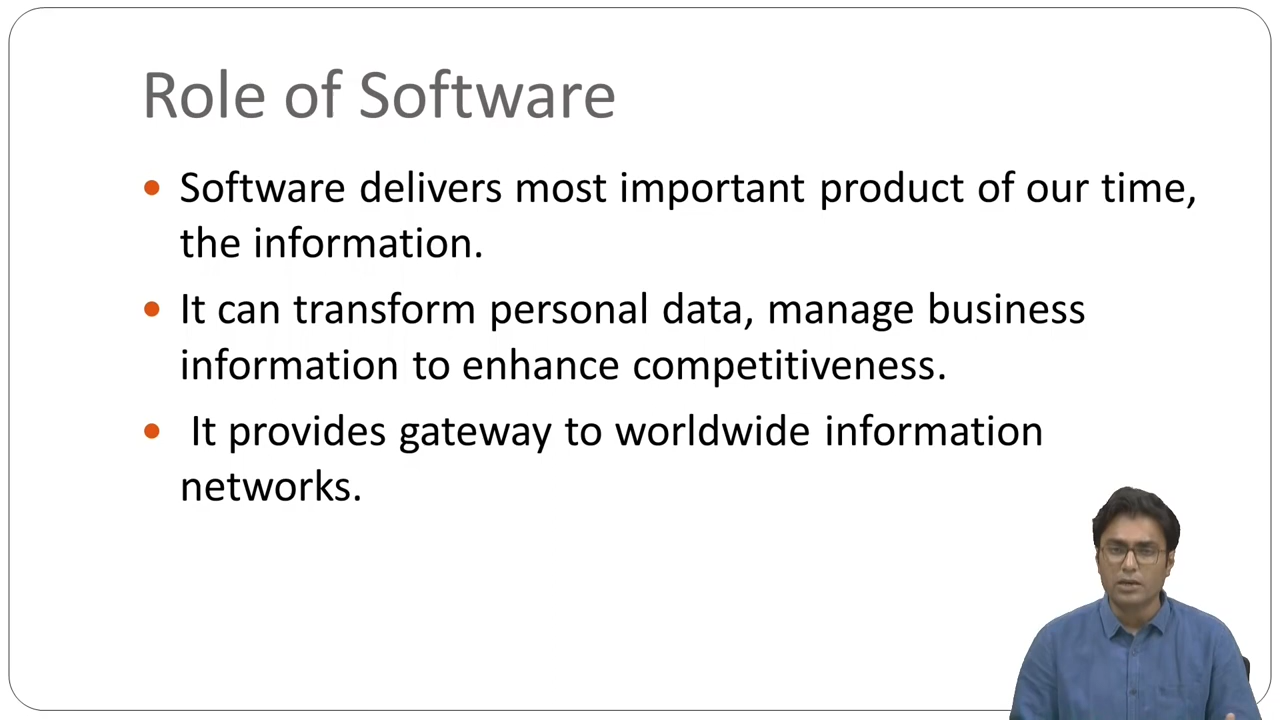 Role of Software
• Software delivers most important product of our time,
the information.
• It can transform personal data, manage business
information to enhance competitiveness.
• It provides gateway to worldwide information
networks.